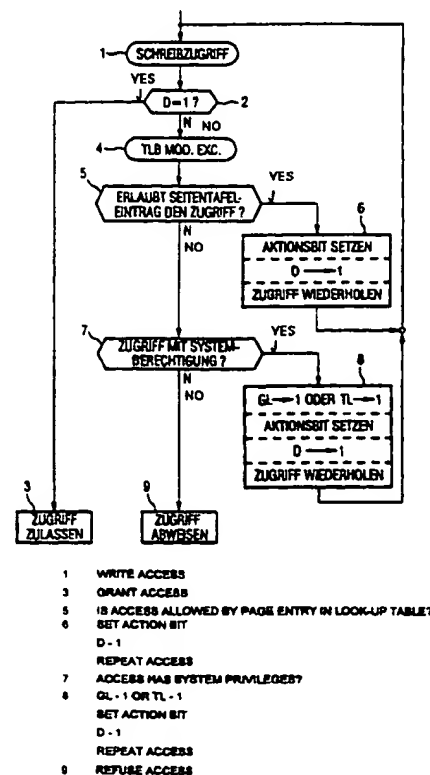 1 SCHREIBZUGRIFF
YES
D=1 ? 2
N NO
4 TLB MOD. EXC.
5
ERLAUBT SEITENTAFEL-
EINTRAG DEN ZUGRIFF ?
YES
N
NO
6
AKTIONSBIT SETZEN
D → 1
ZUGRIFF WIEDERHOLEN
7
ZUGRIFF MIT SYSTEM-
BERECHTIGUNG ?
YES
N
NO
8
GL→1 ODER TL→1
AKTIONSBIT SETZEN
D → 1
ZUGRIFF WIEDERHOLEN
3
ZUGRIFF
ZULASSEN
9
ZUGRIFF
ABWEISEN
1 WRITE ACCESS
3 GRANT ACCESS
5 IS ACCESS ALLOWED BY PAGE ENTRY IN LOOK-UP TABLE?
6 SET ACTION BIT
D - 1
REPEAT ACCESS
7 ACCESS HAS SYSTEM PRIVILEGES?
8 GL - 1 OR TL - 1
SET ACTION BIT
D - 1
REPEAT ACCESS
9 REFUSE ACCESS